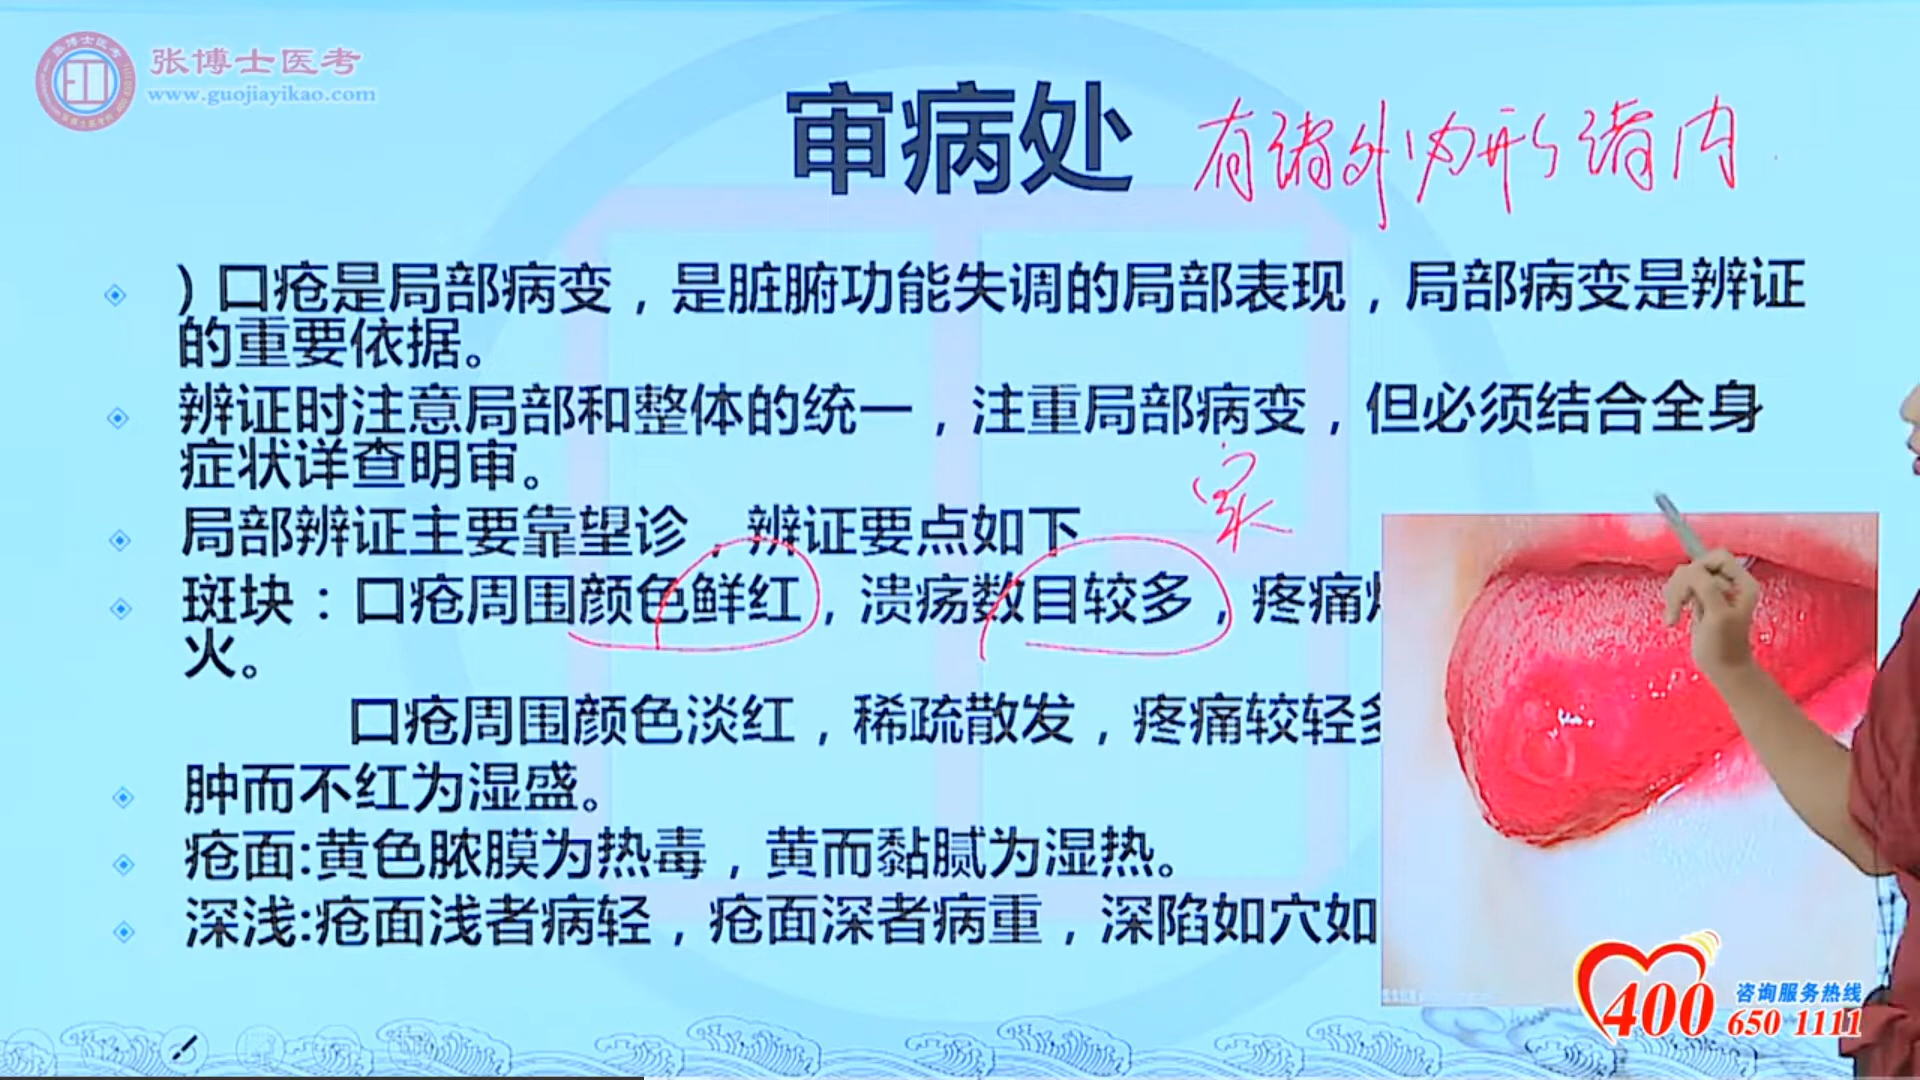 张博士医考
www.guojiayikao.com
审病处
有诸外必形诸内
)口疮是局部病变，是脏腑功能失调的局部表现，局部病变是辨证
的重要依据。
辨证时注意局部和整体的统一，注重局部病变，但必须结合全身
症状详查明审。
局部辨证主要靠望诊，辨证要点如下
斑块：口疮周围颜色鲜红，溃疡数目较多，疼痛
火。
口疮周围颜色淡红，稀疏散发，疼痛较轻
肿而不红为湿盛。
疮面:黄色脓膜为热毒，黄而黏腻为湿热。
深浅:疮面浅者病轻，疮面深者病重，深陷如穴如
400 咨询服务热线
650 1111